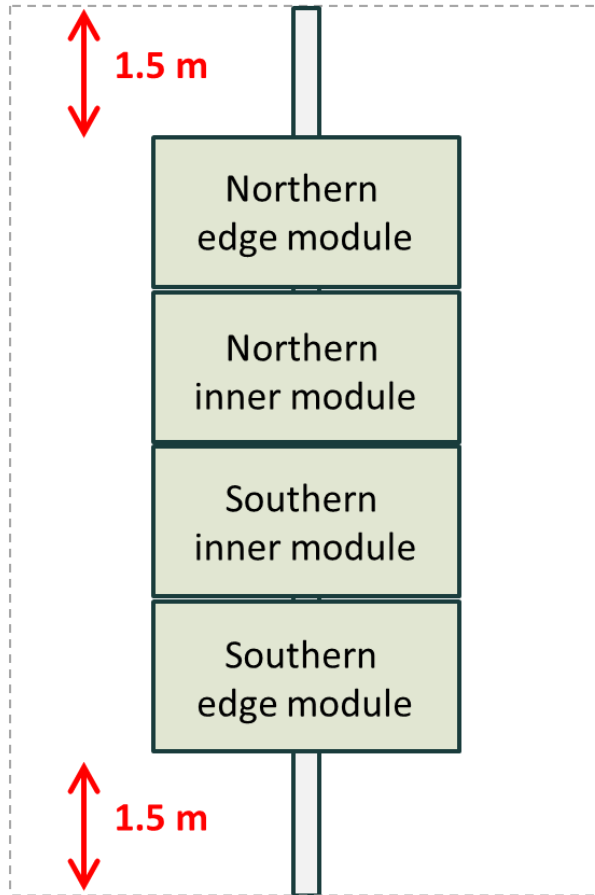 1.5 m
Northern
edge module
Northern
inner module
Southern
inner module
Southern
edge module
1.5 m